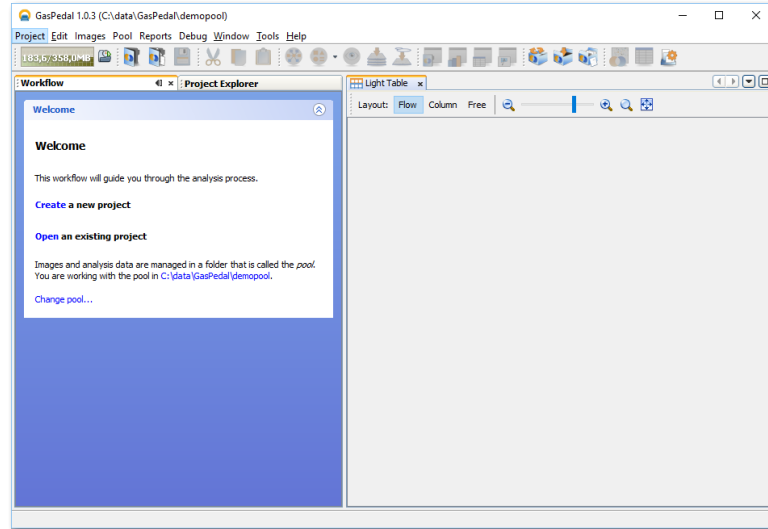 GasPedal 1.0.3 (C:\data\GasPedal\demopool)
Project Edit Images Pool Reports Debug Window Tools Help
183,6/358,0MB
Workflow
Project Explorer
Light Table
Welcome
Layout: Flow Column Free
Welcome
This workflow will guide you through the analysis process.
Create a new project
Open an existing project
Images and analysis data are managed in a folder that is called the pool.
You are working with the pool in C:\data\GasPedal\demopool.
Change pool...